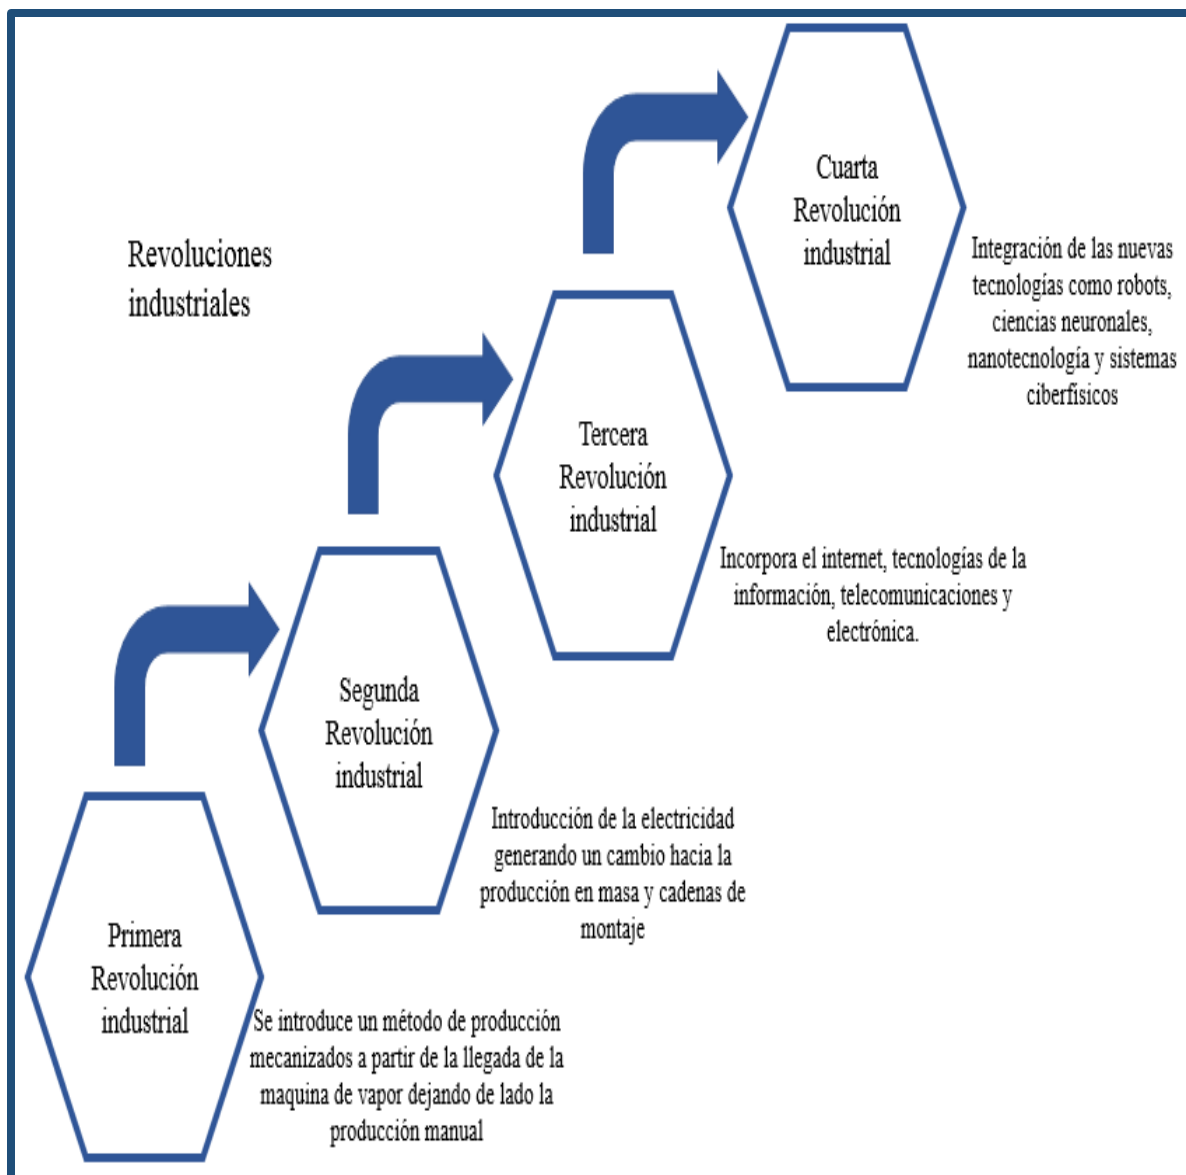 Revoluciones
industriales
Cuarta
Revolución
industrial
Integración de las nuevas
tecnologías como robots,
ciencias neuronales,
nanotecnología y sistemas
ciberfísicos
Tercera
Revolución
industrial
Incorpora el internet, tecnologías de la
información, telecomunicaciones y
electrónica.
Segunda
Revolución
industrial
Introducción de la electricidad
generando un cambio hacia la
producción en masa y cadenas de
montaje
Primera
Revolución
industrial
Se introduce un método de producción
mecanizados a partir de la llegada de la
maquina de vapor dejando de lado la
producción manual